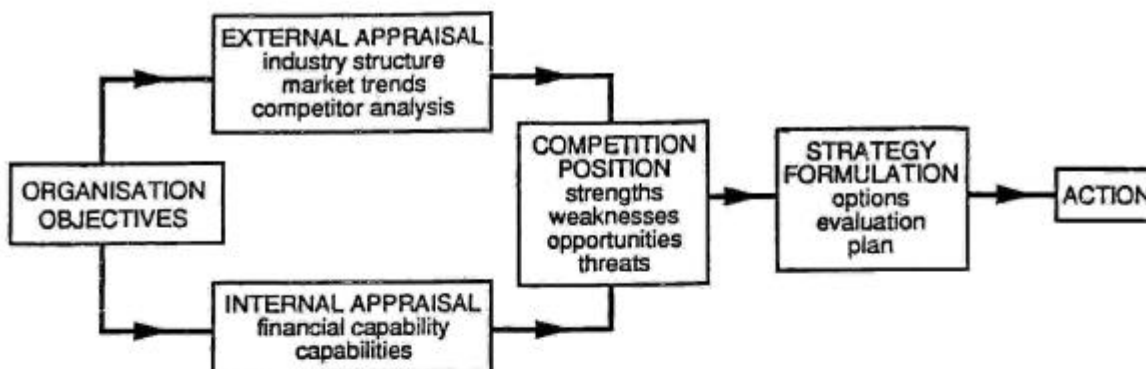 EXTERNAL APPRAISAL
industry structure
market trends
competitor analysis
ORGANISATION
OBJECTIVES
INTERNAL APPRAISAL
financial capability
capabilities
COMPETITION
POSITION
strengths
weaknesses
opportunities
threats
STRATEGY
FORMULATION
options
evaluation
plan
ACTION